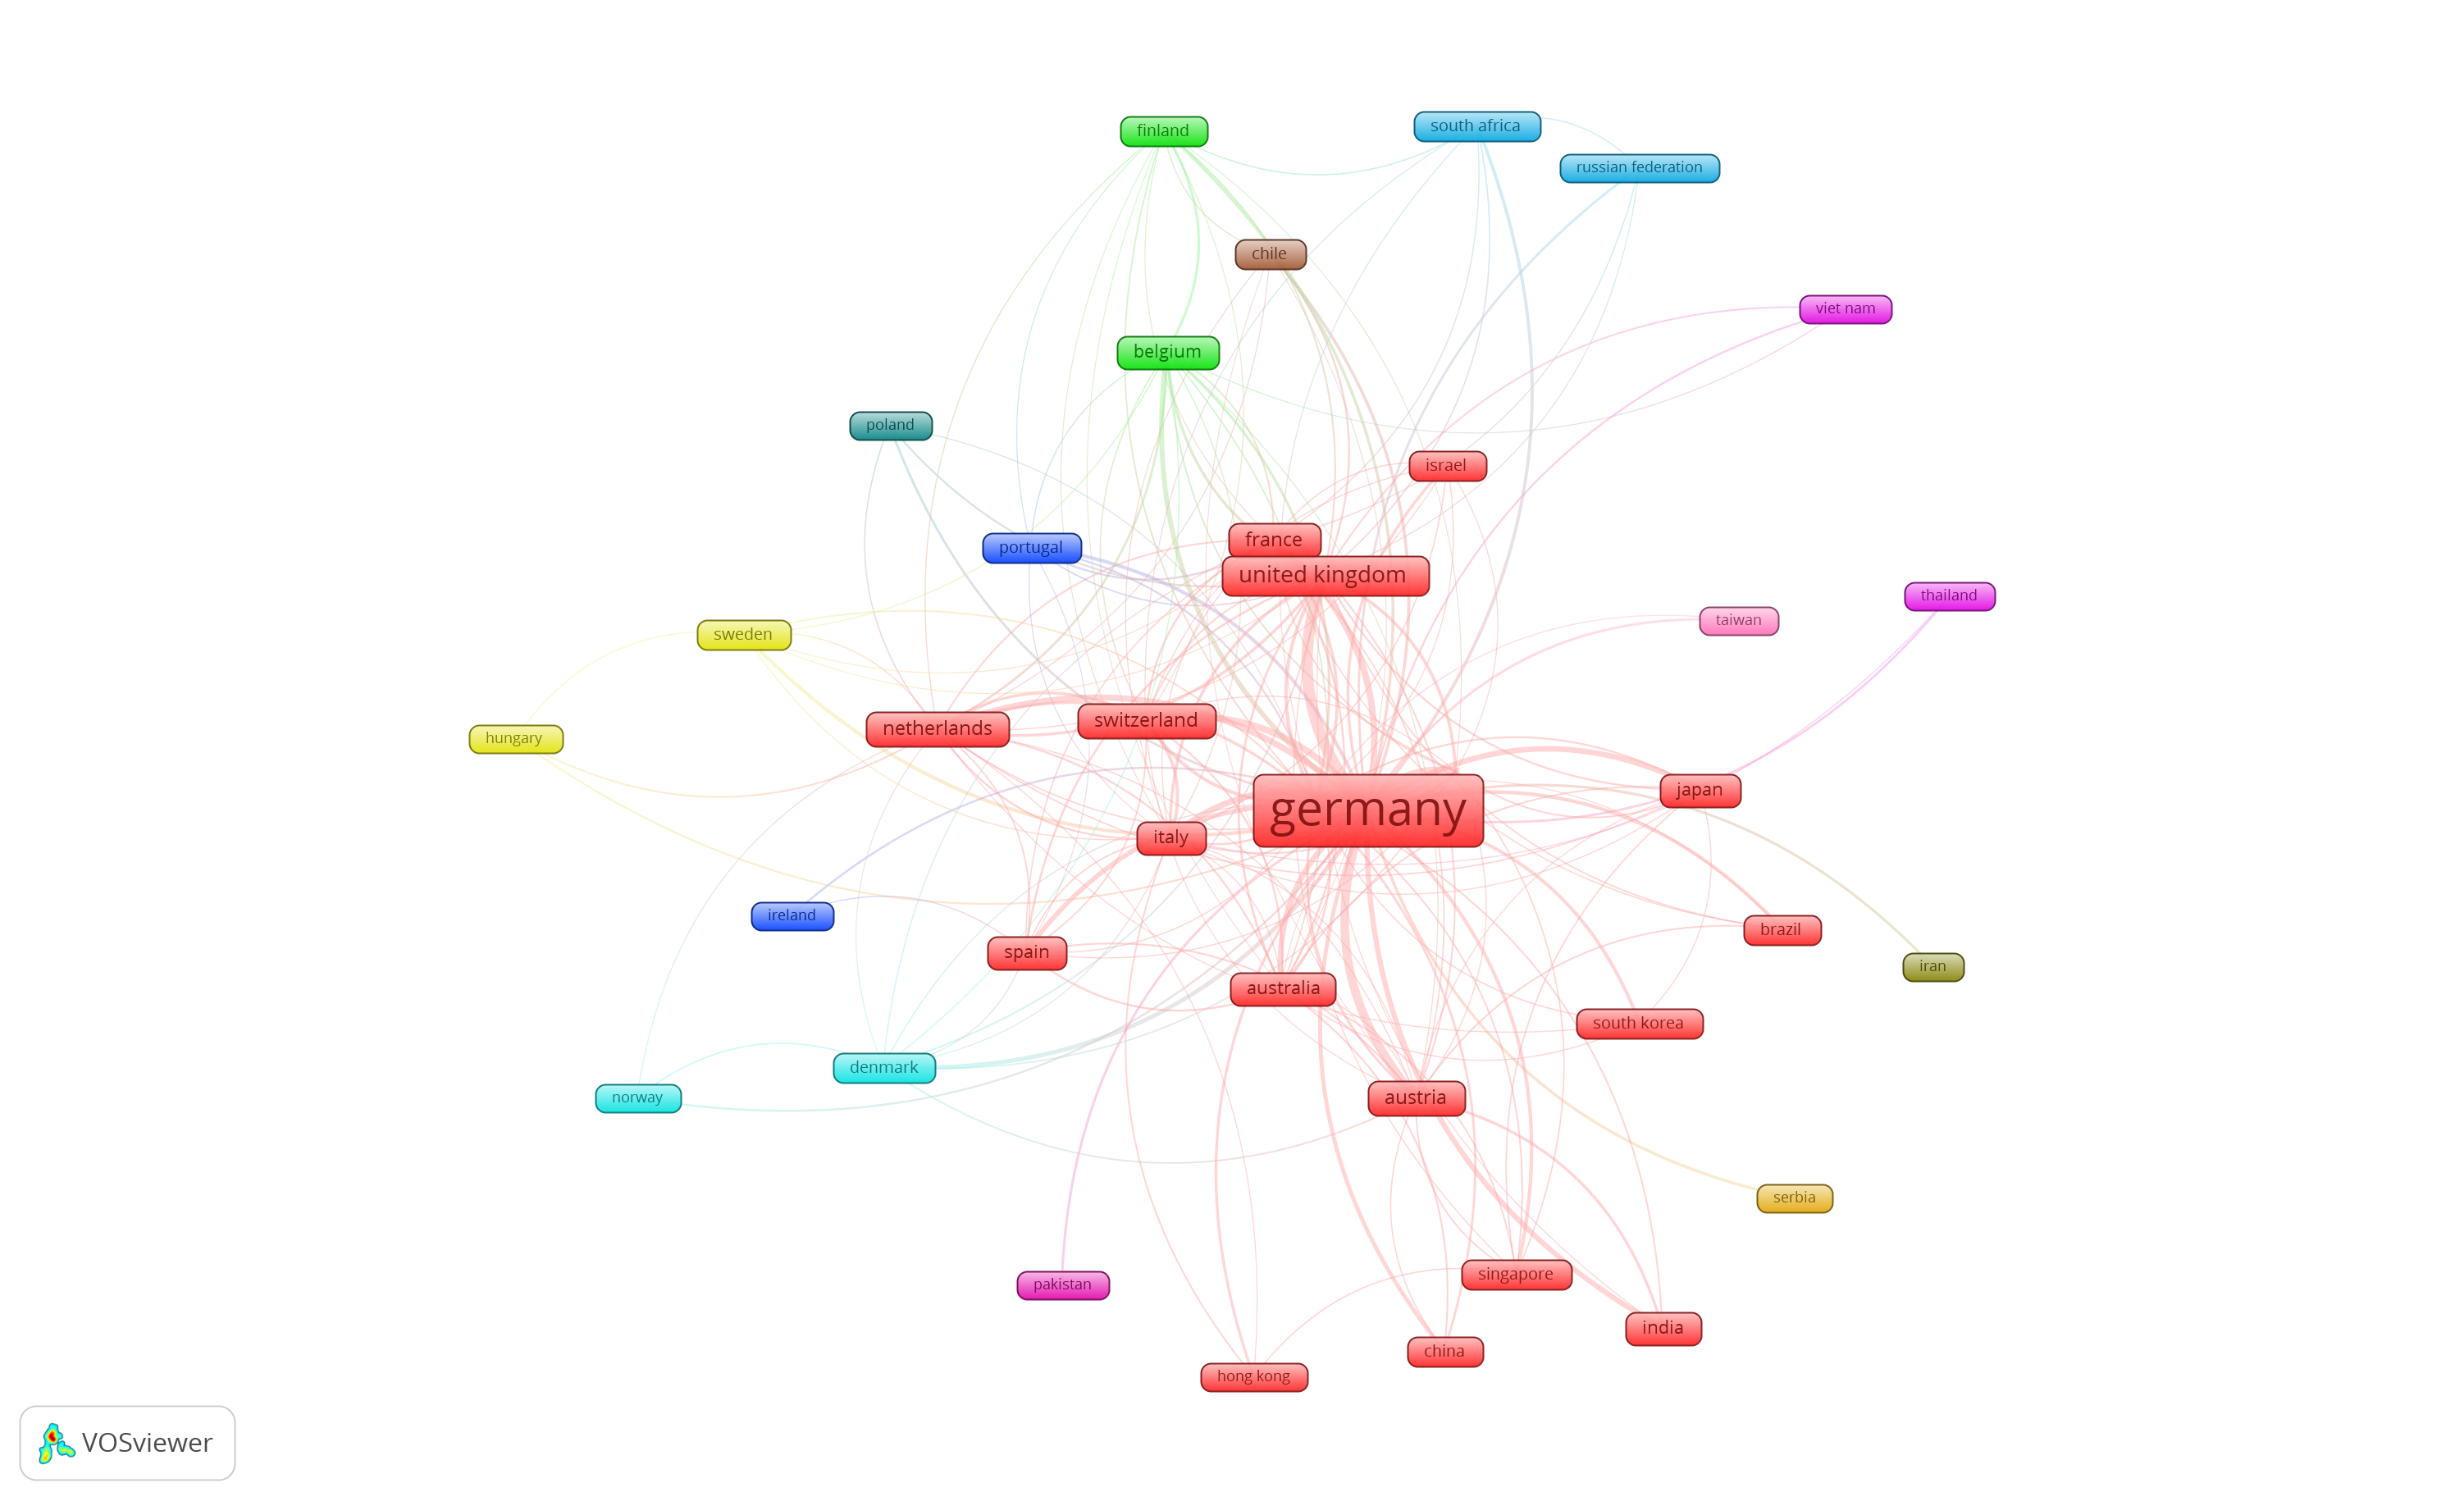 finland
south africa
russian federation
chile
viet nam
belgium
poland
israel
france
portugal
united kingdom
thailand
taiwan
sweden
switzerland
netherlands
hungary
japan
germany
italy
ireland
brazil
spain
iran
australia
south korea
denmark
austria
norway
serbia
singapore
pakistan
india
china
hong kong
VOSviewer